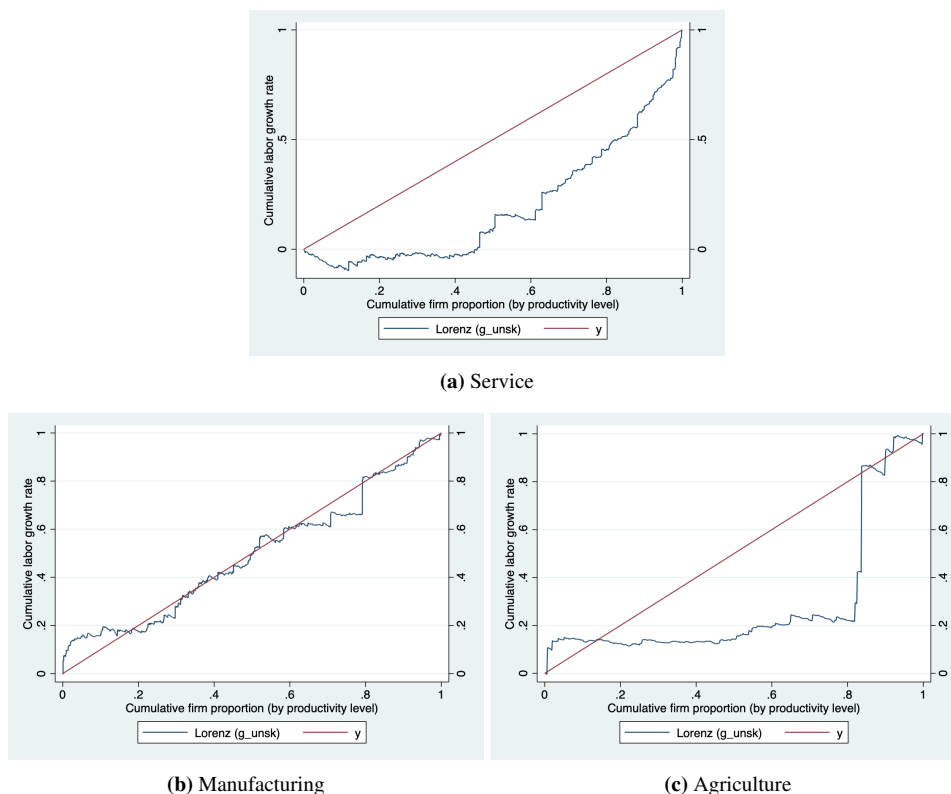 1
.5
0
1
.5
0
Cumulative labor growth rate
0 .2 .4 .6 .8 1
Cumulative firm proportion (by productivity level)
Lorenz (g_unsk) y
(a) Service
1
.8
.6
.4
.2
0
1
.8
.6
.4
.2
0
Cumulative labor growth rate
0 .2 .4 .6 .8 1
Cumulative firm proportion (by productivity level)
Lorenz (g_unsk) y
(b) Manufacturing
1
.8
.6
.4
.2
0
1
.8
.6
.4
.2
0
Cumulative labor growth rate
0 .2 .4 .6 .8 1
Cumulative firm proportion (by productivity level)
Lorenz (g_unsk) y
(c) Agriculture